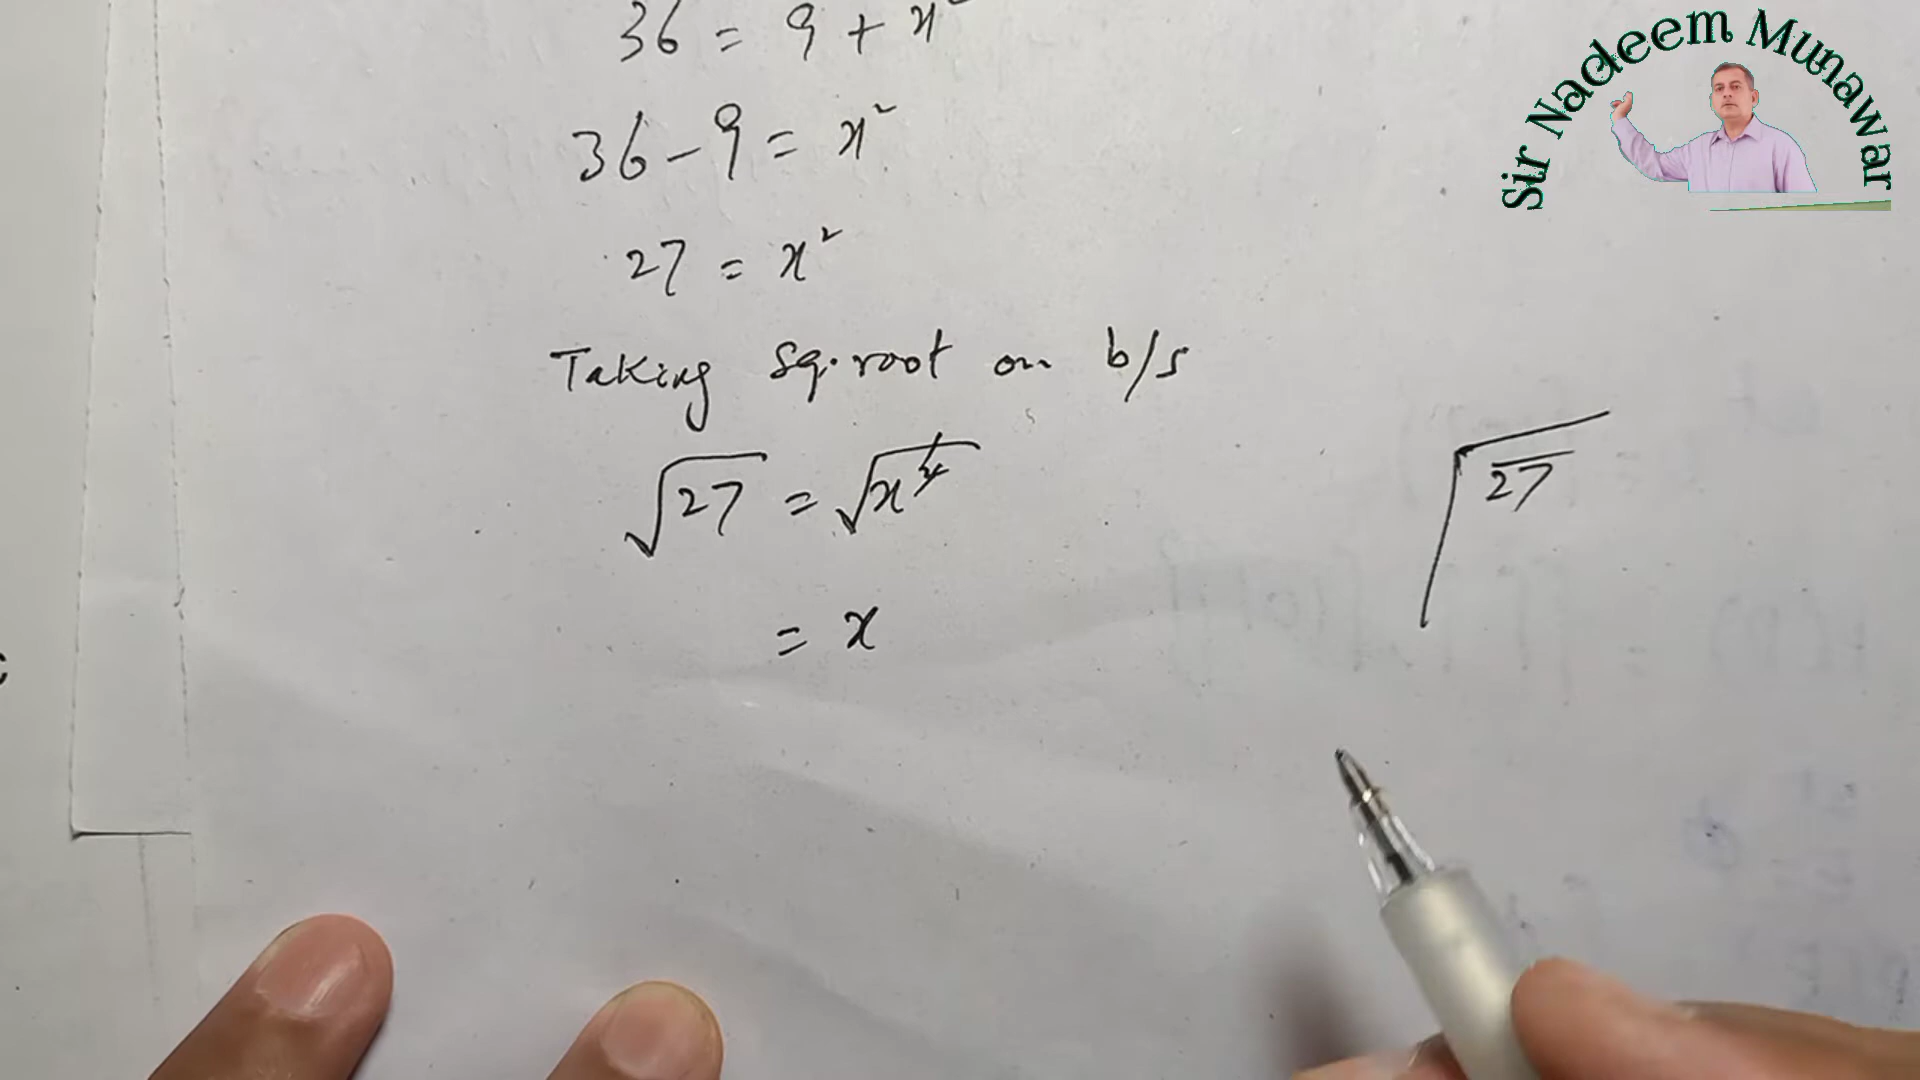 36 = 9 + x²
Sir Nadeem Munawar
36 - 9 = x²
27 = x²
Taking Sq. root on b/s
√27 = √x²
27
= x